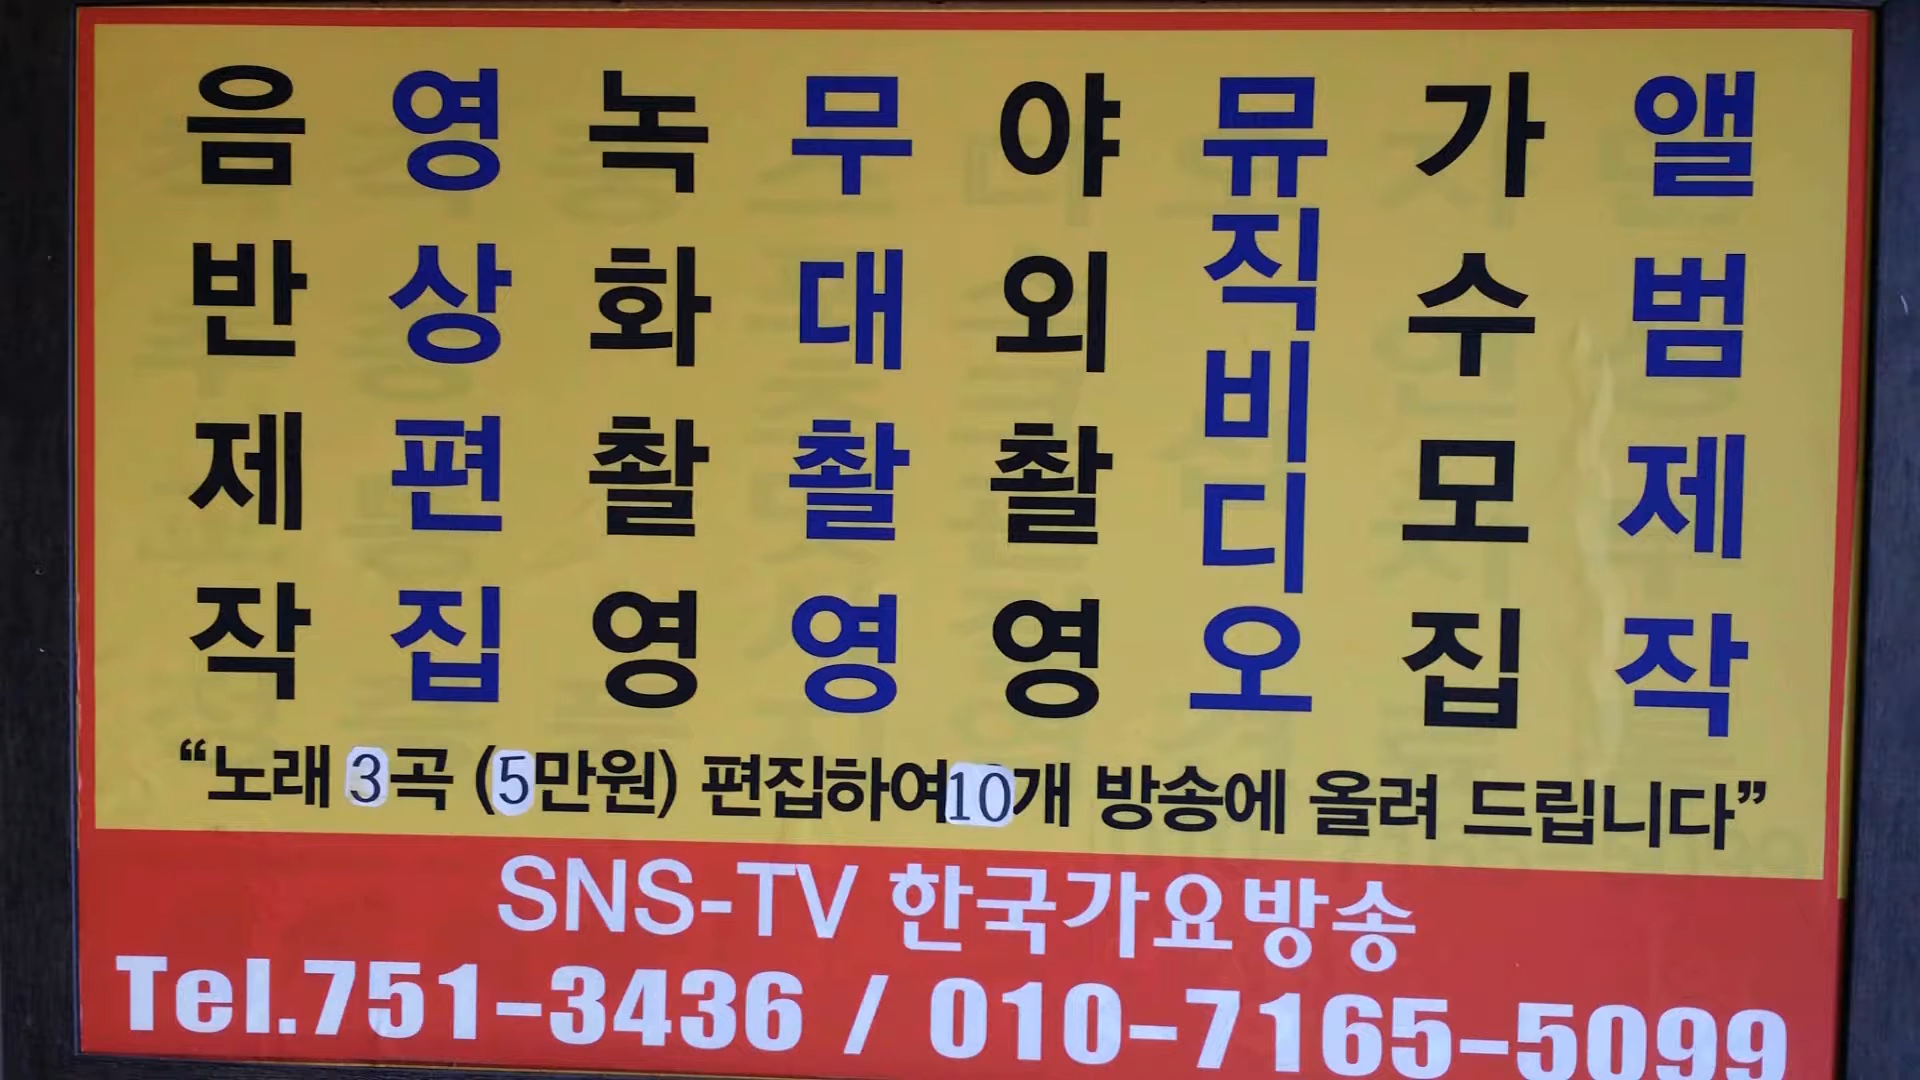 음반제작
영상편집
녹화촬영
무대촬영
야외촬영
뮤직비디오
가수모집
앨범제작
“노래 3곡 (5만원) 편집하여 10개 방송에 올려 드립니다”
SNS-TV 한국가요방송
Tel.751-3436 / 010-7165-5099